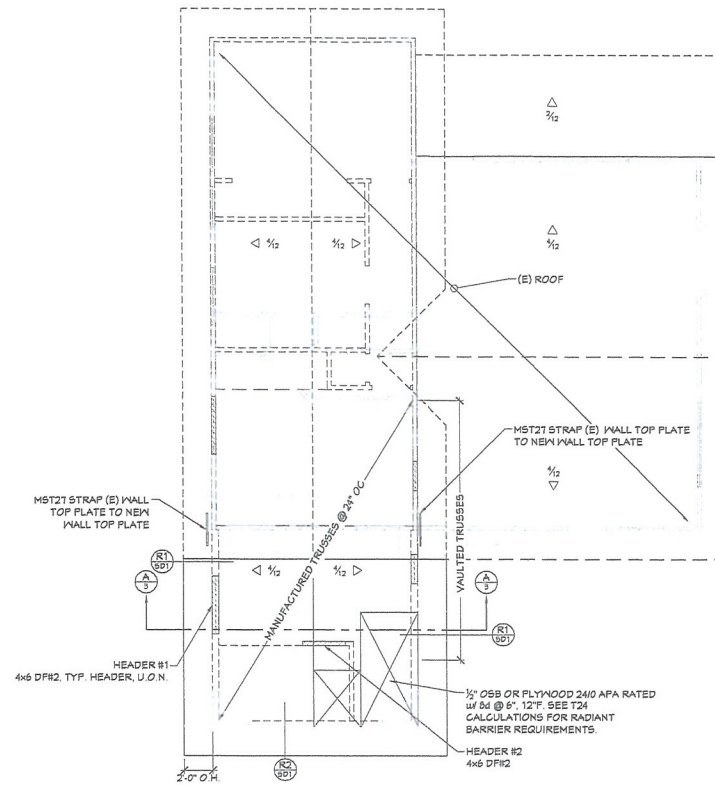 2/12
4/12
4/12
4/12
(E) ROOF
MST27 STRAP (E) WALL TOP PLATE
TO NEW WALL TOP PLATE
4/12
MST27 STRAP (E) WALL
TOP PLATE TO NEW
WALL TOP PLATE
MANUFACTURED TRUSSES @ 24" OC
VAULTED TRUSSES
R1
SD1
4/12
4/12
A
3
A
3
R1
SD1
HEADER #1
4x6 DF#2, TYP. HEADER, U.O.N.
1/2" OSB OR PLYWOOD 24/0 APA RATED
w/ 8d @ 6", 12"F. SEE T24
CALCULATIONS FOR RADIANT
BARRIER REQUIREMENTS.
HEADER #2
4x6 DF#2
2'-0" O.H.
R2
SD1